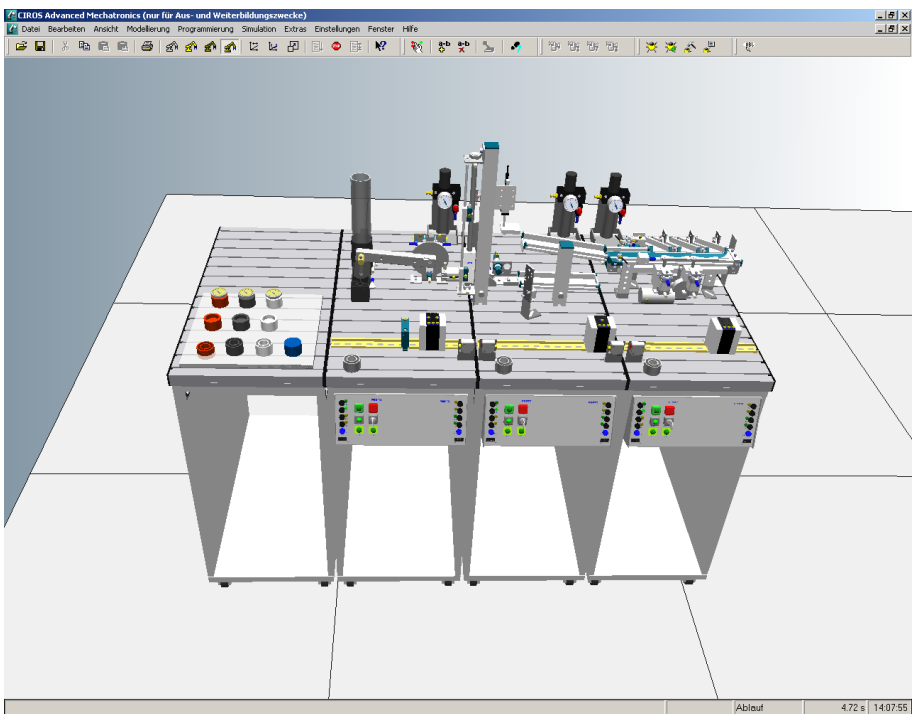 CIROS Advanced Mechatronics (nur für Aus- und Weiterbildungszwecke)
Datei Bearbeiten Ansicht Modellierung Programmierung Simulation Extras Einstellungen Fenster Hilfe
a-b a-b
Ablauf 4.72 s 14:07:55